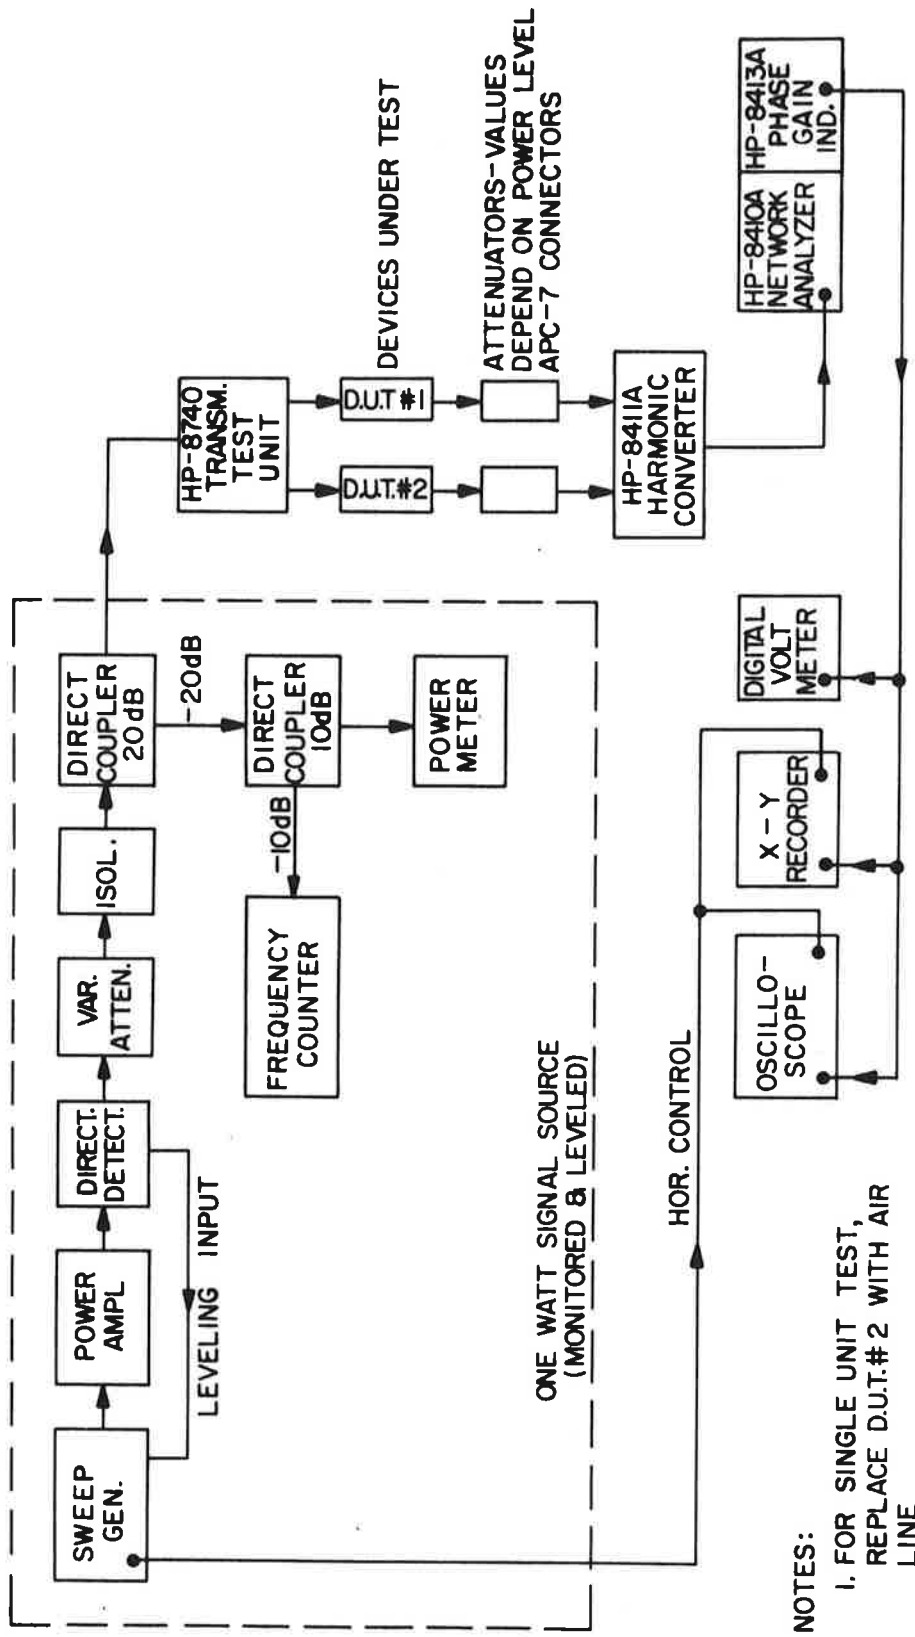 SWEEP
GEN.
POWER
AMPL
DIRECT.
DETECT.
VAR.
ATTEN.
ISOL.
DIRECT
COUPLER
20dB
LEVELING INPUT
-20dB
DIRECT
COUPLER
10dB
-10dB
FREQUENCY
COUNTER
POWER
METER
ONE WATT SIGNAL SOURCE
(MONITORED & LEVELED)
HP-8740
TRANSM.
TEST
UNIT
D.U.T.#2
D.U.T #1
DEVICES UNDER TEST
ATTENUATORS-VALUES
DEPEND ON POWER LEVEL
APC-7 CONNECTORS
HP-8411A
HARMONIC
CONVERTER
HOR. CONTROL
OSCILLO-
SCOPE
X-Y
RECORDER
DIGITAL
VOLT
METER
HP-8410A
NETWORK
ANALYZER
HP-8413A
PHASE
GAIN
IND.
NOTES:
1. FOR SINGLE UNIT TEST,
REPLACE D.U.T.#2 WITH AIR
LINE